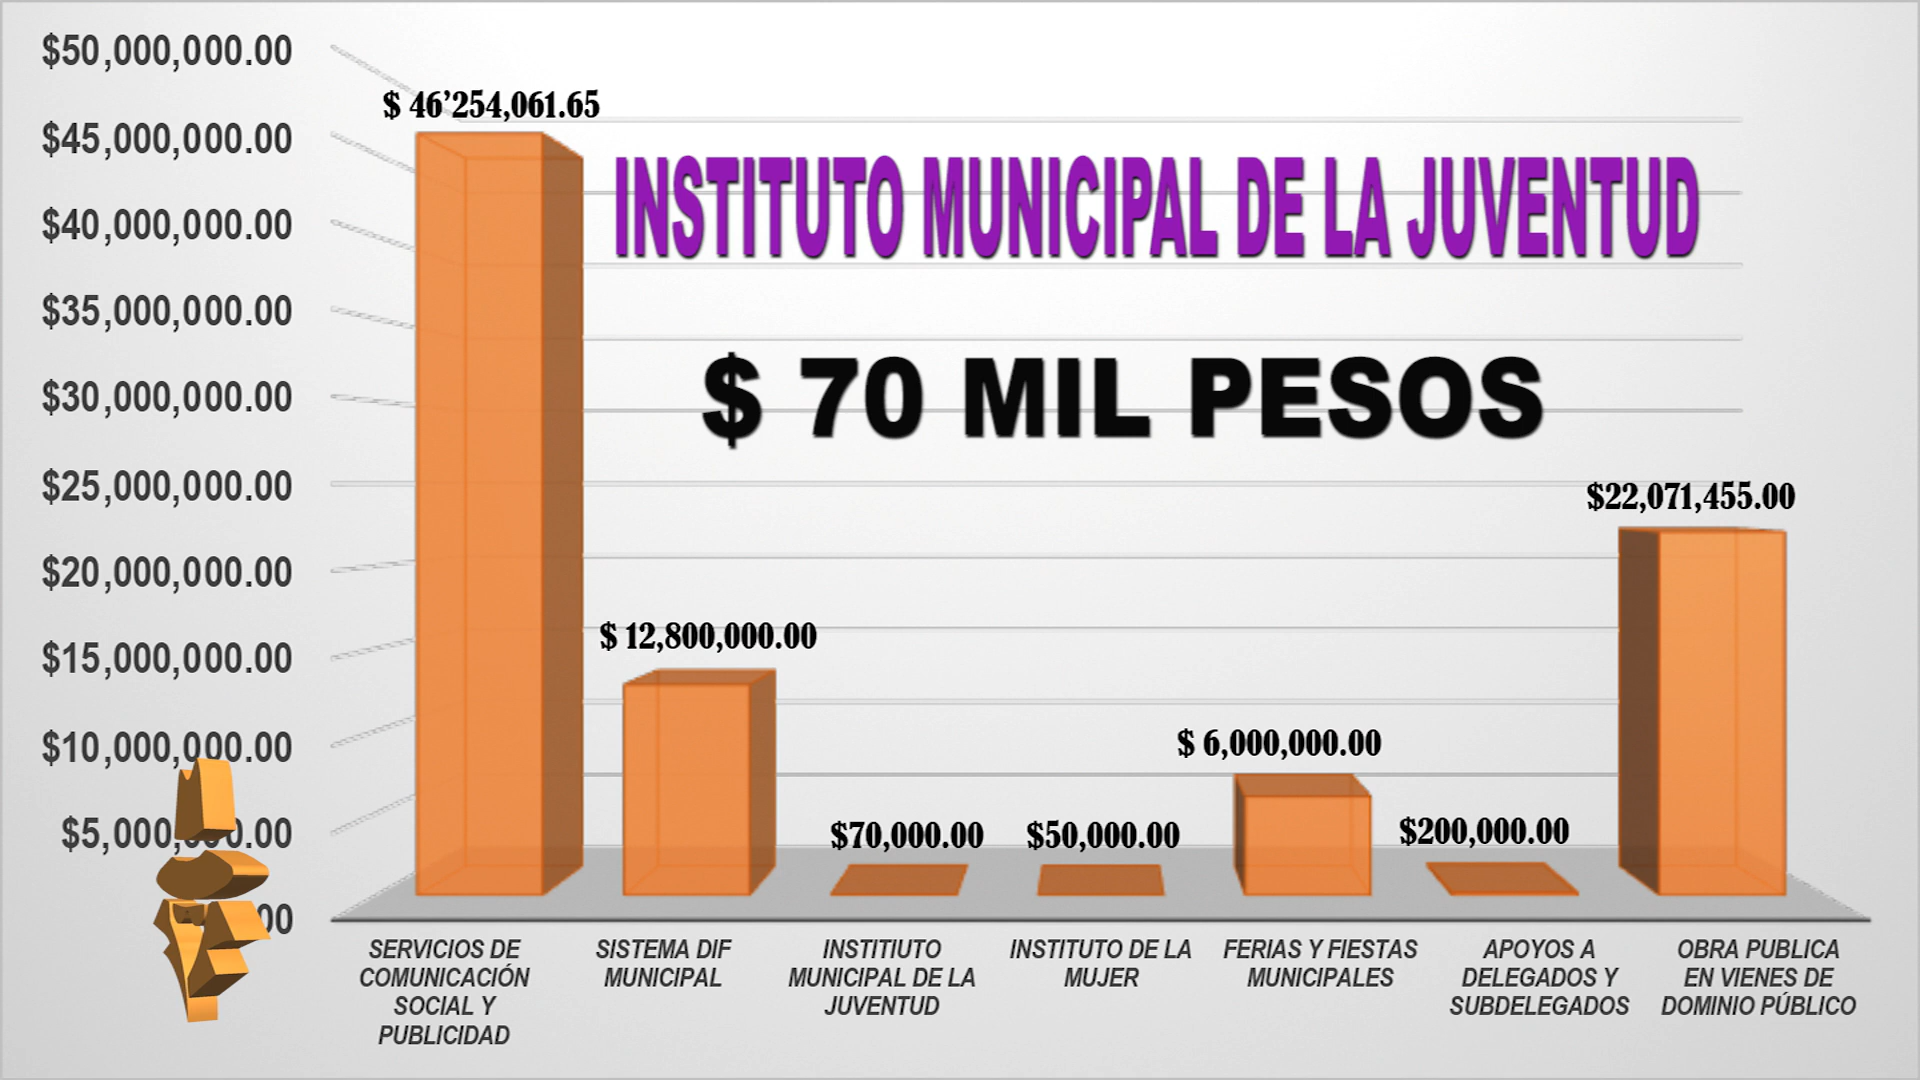 $50,000,000.00
$45,000,000.00
$40,000,000.00
$35,000,000.00
$30,000,000.00
$25,000,000.00
$20,000,000.00
$15,000,000.00
$10,000,000.00
$ 46’254,061.65
INSTITUTO MUNICIPAL DE LA JUVENTUD
$ 70 MIL PESOS
$22,071,455.00
$ 12,800,000.00
$ 6,000,000.00
$70,000.00
$50,000.00
$200,000.00
SERVICIOS DE
COMUNICACIÓN
SOCIAL Y
PUBLICIDAD
SISTEMA DIF
MUNICIPAL
INSTITIUTO
MUNICIPAL DE LA
JUVENTUD
INSTITUTO DE LA
MUJER
FERIAS Y FIESTAS
MUNICIPALES
APOYOS A
DELEGADOS Y
SUBDELEGADOS
OBRA PUBLICA
EN VIENES DE
DOMINIO PÚBLICO